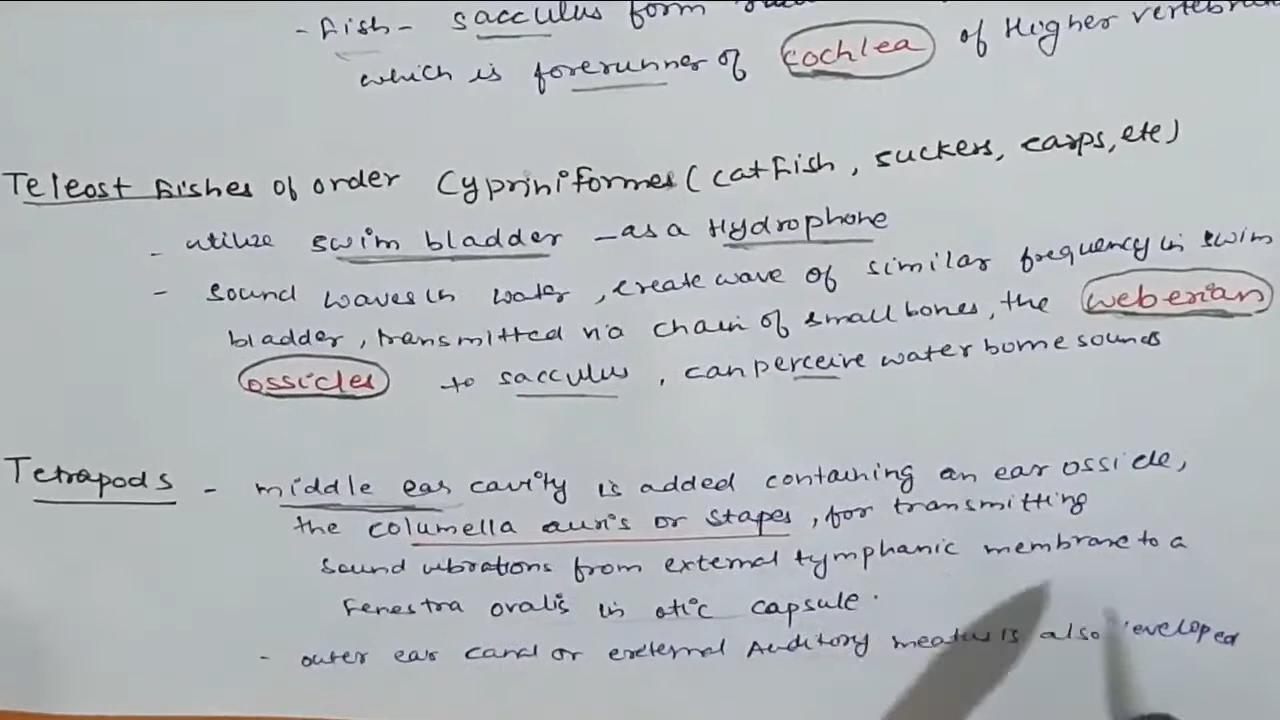 - Fish - sacculus form
which is forerunner of cochlea of Higher vertebra
Teleost Fishes of order Cypriniformes (catfish, suckers, carps, etc)
- utilize swim bladder - as a Hydrophone
- sound waves in water, create wave of similar frequency in swim
bladder, transmitted via chain of small bones, the weberian
ossicles to sacculus, can perceive water borne sounds
Tetrapods - middle ear cavity is added containing an ear ossicle,
the columella auris or stapes, for transmitting
sound vibrations from external tymphanic membrane to a
Fenestra ovalis in otic capsule.
- outer ear canal or external Auditory meatus is also developed